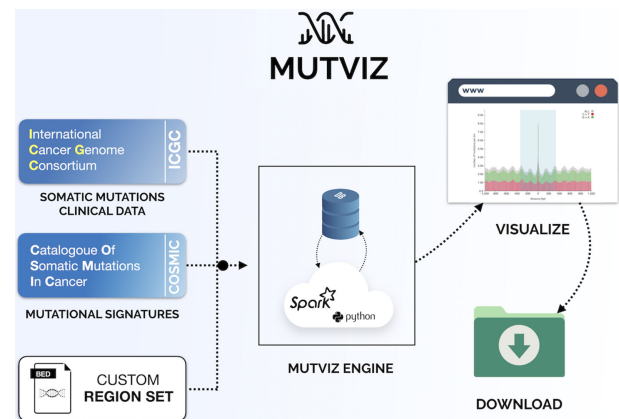 MUTVIZ
International
Cancer Genome
Consortium
ICGC
SOMATIC MUTATIONS
CLINICAL DATA
Catalogoue Of
Somatic Mutations
In Cancer
COSMIC
MUTATIONAL SIGNATURES
BED
CUSTOM
REGION SET
DB
Spark
python
MUTVIZ ENGINE
WWW
VISUALIZE
DOWNLOAD